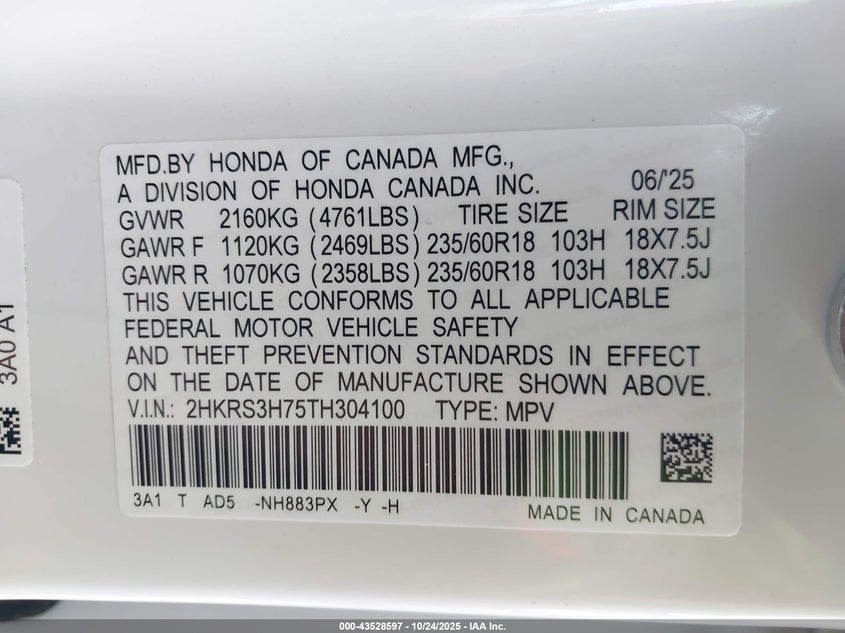 MFD.BY HONDA OF CANADA MFG.,
A DIVISION OF HONDA CANADA INC. 06/'25
GVWR 2160KG (4761LBS) TIRE SIZE RIM SIZE
GAWR F 1120KG (2469LBS) 235/60R18 103H 18X7.5J
GAWR R 1070KG (2358LBS) 235/60R18 103H 18X7.5J
THIS VEHICLE CONFORMS TO ALL APPLICABLE
FEDERAL MOTOR VEHICLE SAFETY
AND THEFT PREVENTION STANDARDS IN EFFECT
ON THE DATE OF MANUFACTURE SHOWN ABOVE.
V.I.N.: 2HKRS3H75TH304100 TYPE: MPV
3A1 T AD5 -NH883PX -Y -H
MADE IN CANADA
3A0 A1
000-43528597 - 10/24/2025 - IAA Inc.